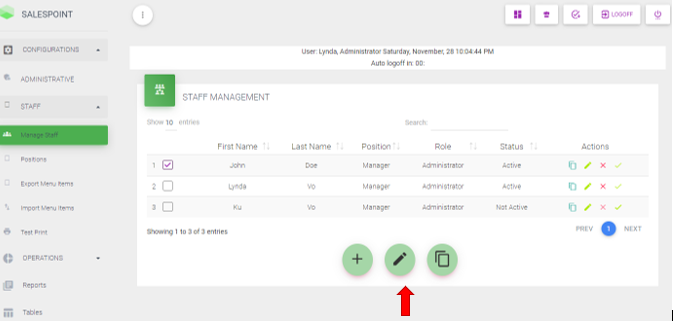 SALESPOINT
LOGOFF
CONFIGURATIONS
ADMINISTRATIVE
STAFF
Manage Staff
Positions
Export Menu Items
Import Menu Items
Test Print
OPERATIONS
Reports
Tables
User: Lynda, Administrator Saturday, November, 28 10:04:44 PM
Auto logoff in: 00:
STAFF MANAGEMENT
Show 10 entries Search:
First Name Last Name Position Role Status Actions
1 John Doe Manager Administrator Active
2 Lynda Vo Manager Administrator Active
3 Ku Vo Manager Administrator Not Active
Showing 1 to 3 of 3 entries PREV 1 NEXT